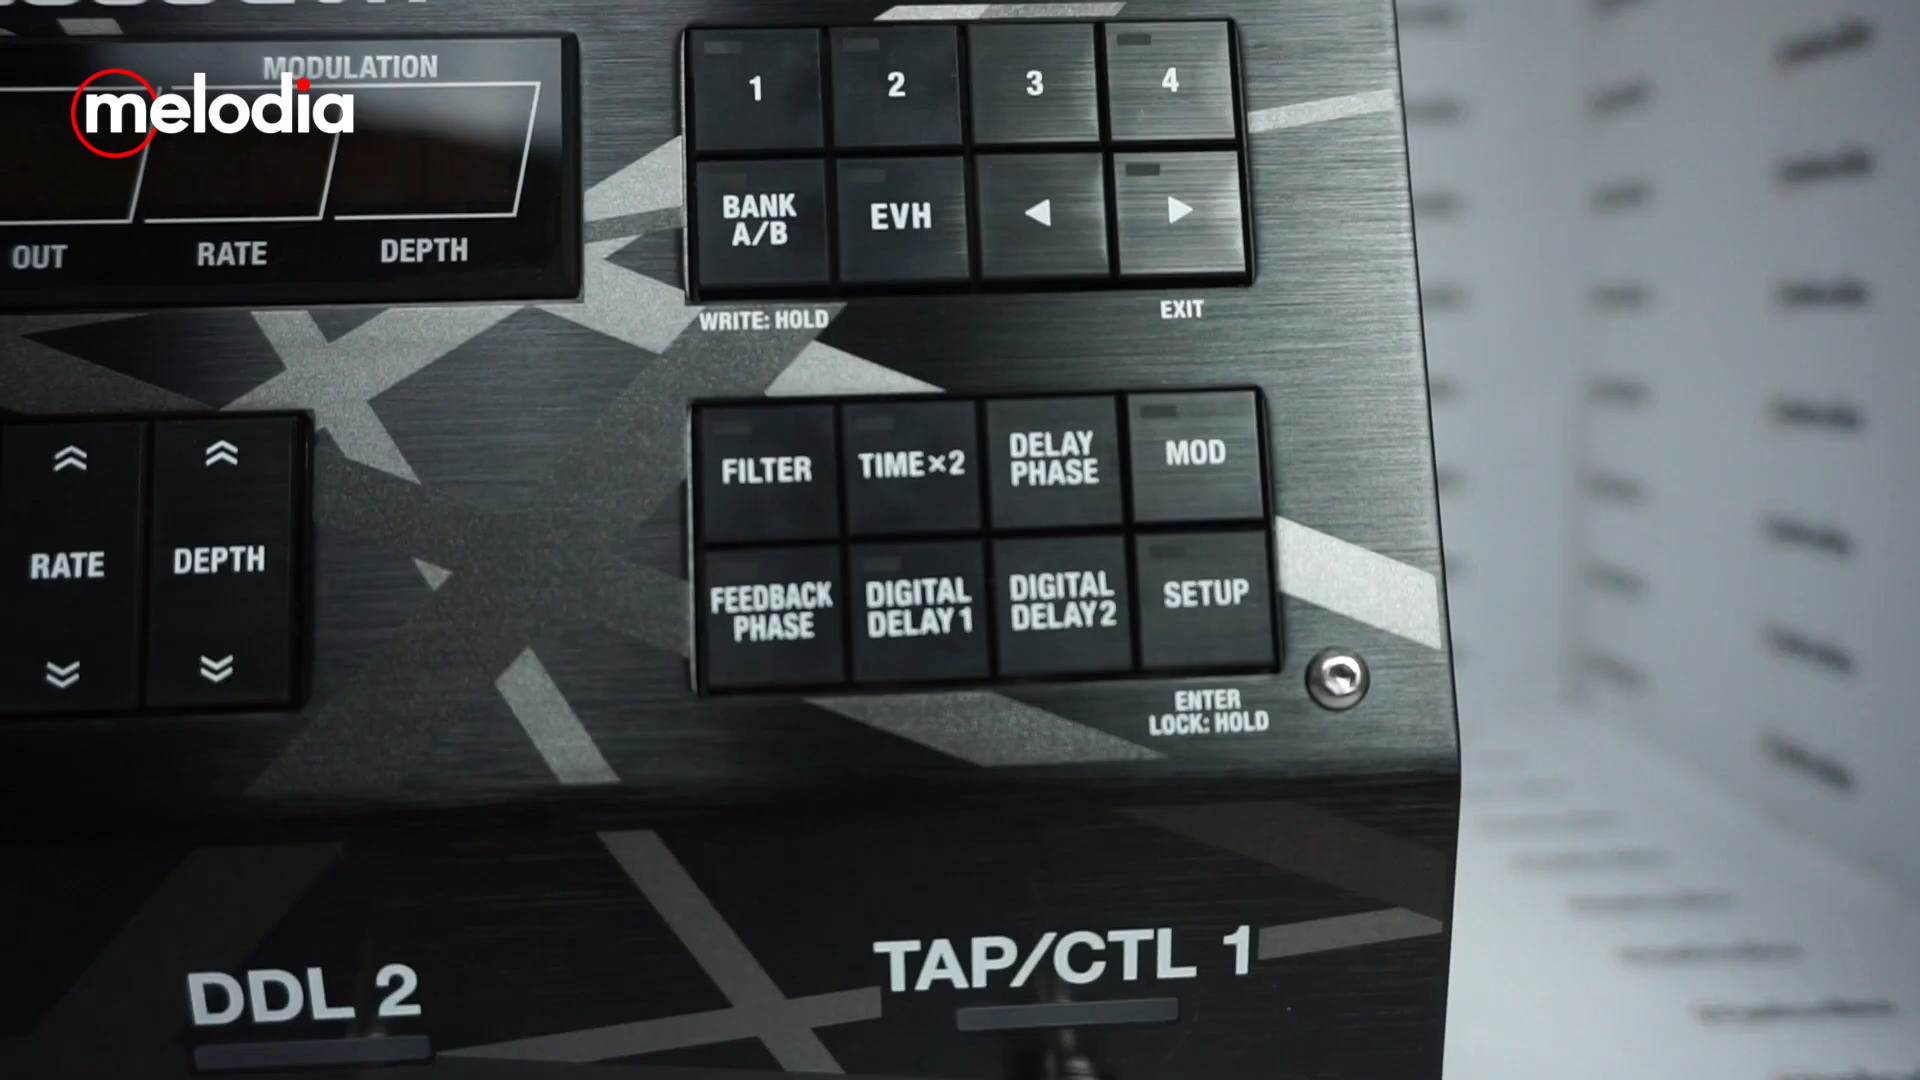 MODULATION
melodia
OUT
RATE
DEPTH
1
2
3
4
BANK
A/B
EVH
WRITE: HOLD
EXIT
RATE
DEPTH
FILTER
TIME×2
DELAY
PHASE
MOD
FEEDBACK
PHASE
DIGITAL
DELAY 1
DIGITAL
DELAY 2
SETUP
ENTER
LOCK: HOLD
DDL 2
TAP/CTL 1